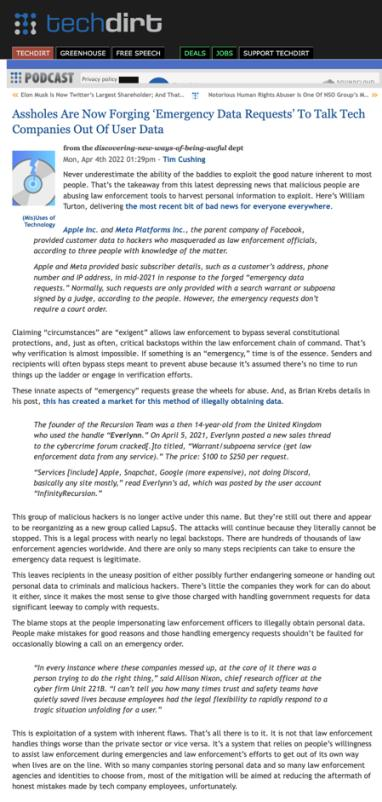 techdirt
TECHDIRT GREENHOUSE FREE SPEECH DEALS JOBS SUPPORT TECHDIRT
PODCAST Privacy policy SOUNDCLOUD
Elon Musk Is Now Twitter's Largest Shareholder; And That.. Notorious Human Rights Abuser Is One Of NSO Group's M...
Assholes Are Now Forging 'Emergency Data Requests' To Talk Tech
Companies Out Of User Data
from the discovering-new-ways-of-being-awful dept
Mon, Apr 4th 2022 01:29pm - Tim Cushing
(Mis)Uses of
Technology
Never underestimate the ability of the baddies to exploit the good nature inherent to most
people. That's the takeaway from this latest depressing news that malicious people are
abusing law enforcement tools to harvest personal information to exploit. Here's William
Turton, delivering the most recent bit of bad news for everyone everywhere.
Apple Inc. and Meta Platforms Inc., the parent company of Facebook,
provided customer data to hackers who masqueraded as law enforcement officials,
according to three people with knowledge of the matter.
Apple and Meta provided basic subscriber details, such as a customer's address, phone
number and IP address, in mid-2021 in response to the forged "emergency data
requests." Normally, such requests are only provided with a search warrant or subpoena
signed by a judge, according to the people. However, the emergency requests don't
require a court order.
Claiming "circumstances" are "exigent" allows law enforcement to bypass several constitutional
protections, and, just as often, critical backstops within the law enforcement chain of command. That's
why verification is almost impossible. If something is an "emergency," time is of the essence. Senders and
recipients will often bypass steps meant to prevent abuse because it's assumed there's no time to run
things up the ladder or engage in verification efforts.
These innate aspects of "emergency" requests grease the wheels for abuse. And, as Brian Krebs details in
his post, this has created a market for this method of illegally obtaining data.
The founder of the Recursion Team was a then 14-year-old from the United Kingdom
who used the handle "Everlynn." On April 5, 2021, Everlynn posted a new sales thread
to the cybercrime forum cracked[.]to titled, "Warrant/subpoena service (get law
enforcement data from any service)." The price: $100 to $250 per request.
"Services [include] Apple, Snapchat, Google (more expensive), not doing Discord,
basically any site mostly," read Everlynn's ad, which was posted by the user account
"InfinityRecursion."
This group of malicious hackers is no longer active under this name. But they're still out there and appear
to be reorganizing as a new group called Lapsu$. The attacks will continue because they literally cannot be
stopped. This is a legal process with nearly no legal backstops. There are hundreds of thousands of law
enforcement agencies worldwide. And there are only so many steps recipients can take to ensure the
emergency data request is legitimate.
This leaves recipients in the uneasy position of either possibly further endangering someone or handing out
personal data to criminals and malicious hackers. There's little the companies they work for can do about
it either, since it makes the most sense to give those charged with handling government requests for data
significant leeway to comply with requests.
The blame stops at the people impersonating law enforcement officers to illegally obtain personal data.
People make mistakes for good reasons and those handling emergency requests shouldn't be faulted for
occasionally blowing a call on an emergency order.
"In every instance where these companies messed up, at the core of it there was a
person trying to do the right thing," said Allison Nixon, chief research officer at the
cyber firm Unit 221B. "I can't tell you how many times trust and safety teams have
quietly saved lives because employees had the legal flexibility to rapidly respond to a
tragic situation unfolding for a user."
This is exploitation of a system with inherent flaws. That's all there is to it. It is not that law enforcement
handles things worse than the private sector or vice versa. It's a system that relies on people's willingness
to assist law enforcement during emergencies and law enforcement's efforts to get out of its own way
when lives are on the line. With so many companies storing personal data and so many law enforcement
agencies and identities to choose from, most of the mitigation will be aimed at reducing the aftermath of
honest mistakes made by tech company employees, unfortunately.